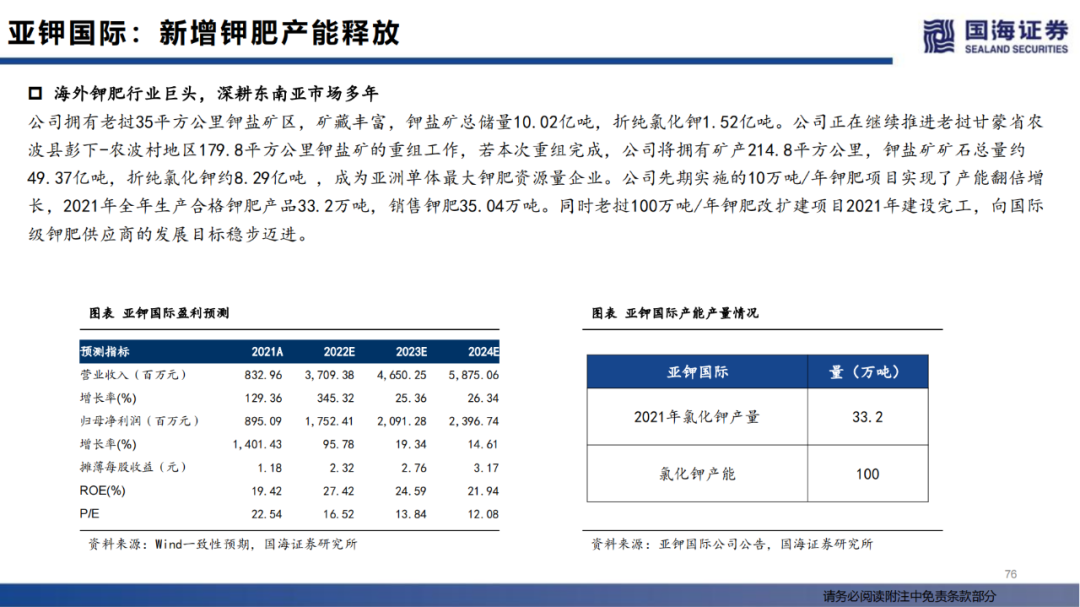 亚钾国际：新增钾肥产能释放
国海证券
SEALAND SECURITIES
海外钾肥行业巨头，深耕东南亚市场多年
公司拥有老挝35平方公里钾盐矿区，矿藏丰富，钾盐矿总储量10.02亿吨，折纯氯化钾1.52亿吨。公司正在继续推进老挝甘蒙省农
波县彭下-农波村地区179.8平方公里钾盐矿的重组工作，若本次重组完成，公司将拥有矿产214.8平方公里，钾盐矿矿石总量约
49.37亿吨，折纯氯化钾约8.29亿吨 ，成为亚洲单体最大钾肥资源量企业。公司先期实施的10万吨/年钾肥项目实现了产能翻倍增
长，2021年全年生产合格钾肥产品33.2万吨，销售钾肥35.04万吨。同时老挝100万吨/年钾肥改扩建项目2021年建设完工，向国际
级钾肥供应商的发展目标稳步迈进。
图表 亚钾国际盈利预测
预测指标 2021A 2022E 2023E 2024E
营业收入（百万元） 832.96 3,709.38 4,650.25 5,875.06
增长率(%) 129.36 345.32 25.36 26.34
归母净利润（百万元） 895.09 1,752.41 2,091.28 2,396.74
增长率(%) 1,401.43 95.78 19.34 14.61
摊薄每股收益（元） 1.18 2.32 2.76 3.17
ROE(%) 19.42 27.42 24.59 21.94
P/E 22.54 16.52 13.84 12.08
资料来源：Wind一致性预期，国海证券研究所
图表 亚钾国际产能产量情况
亚钾国际 量（万吨）
2021年氯化钾产量 33.2
氯化钾产能 100
资料来源：亚钾国际公司公告，国海证券研究所
76
请务必阅读附注中免责条款部分